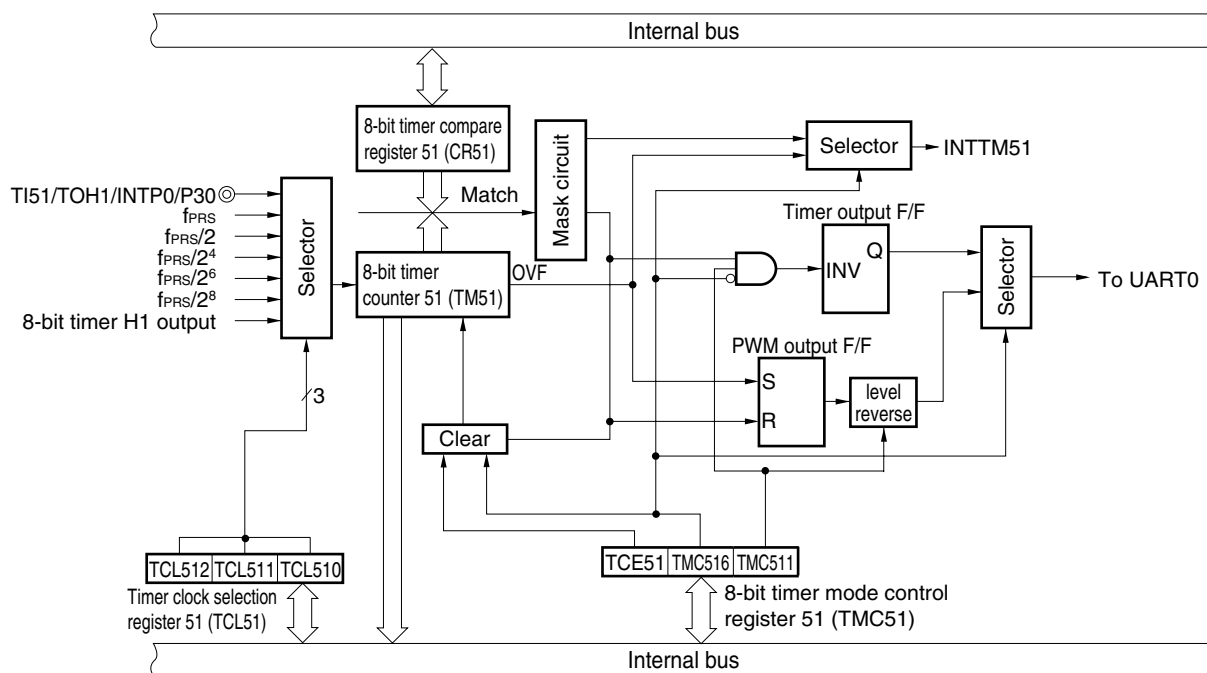 Internal bus
8-bit timer compare
register 51 (CR51)
Mask circuit
Selector
INTTM51
TI51/TOH1/INTP0/P30
Match
fPRS
fPRS/2
fPRS/2⁴
fPRS/2⁶
fPRS/2⁸
8-bit timer H1 output
Selector
8-bit timer
counter 51 (TM51)
OVF
Timer output F/F
Q
INV
Selector
To UART0
PWM output F/F
S
R
level
reverse
3
Clear
TCL512 TCL511 TCL510
Timer clock selection
register 51 (TCL51)
TCE51 TMC516 TMC511
8-bit timer mode control
register 51 (TMC51)
Internal bus